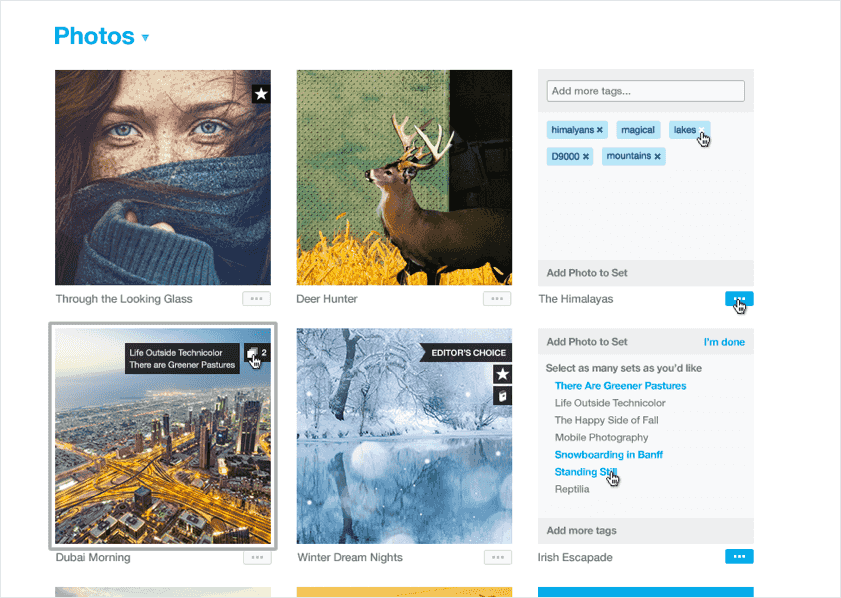 Photos
Add more tags...
himalyans ×
magical
lakes
D9000 ×
mountains ×
Add Photo to Set
Through the Looking Glass
Deer Hunter
The Himalayas
Life Outside Technicolor
There are Greener Pastures
2
EDITOR'S CHOICE
Add Photo to Set
I'm done
Select as many sets as you'd like
There Are Greener Pastures
Life Outside Technicolor
The Happy Side of Fall
Mobile Photography
Snowboarding in Banff
Standing Still
Reptilia
Add more tags
Dubai Morning
Winter Dream Nights
Irish Escapade